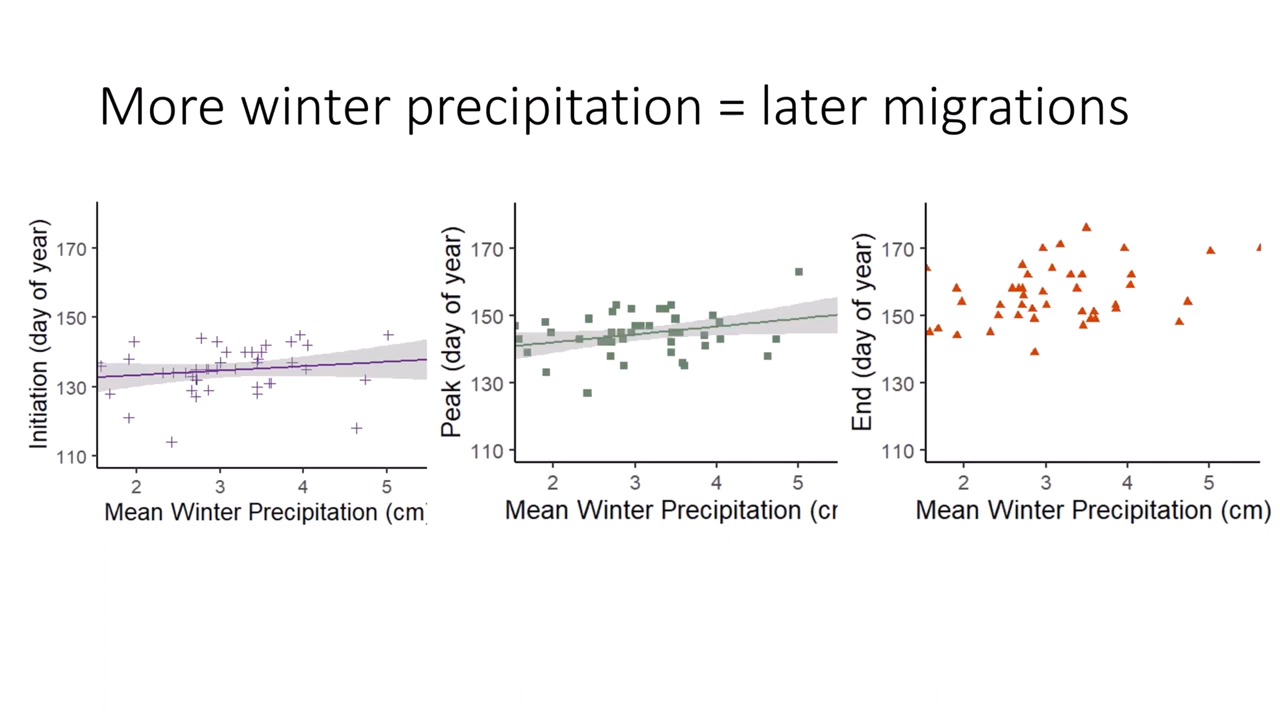 More winter precipitation = later migrations
Initiation (day of year)
170
150
130
110
2 3 4 5
Mean Winter Precipitation (cm)
Peak (day of year)
170
150
130
110
2 3 4 5
Mean Winter Precipitation (cr
End (day of year)
170
150
130
110
2 3 4 5
Mean Winter Precipitation (cm)